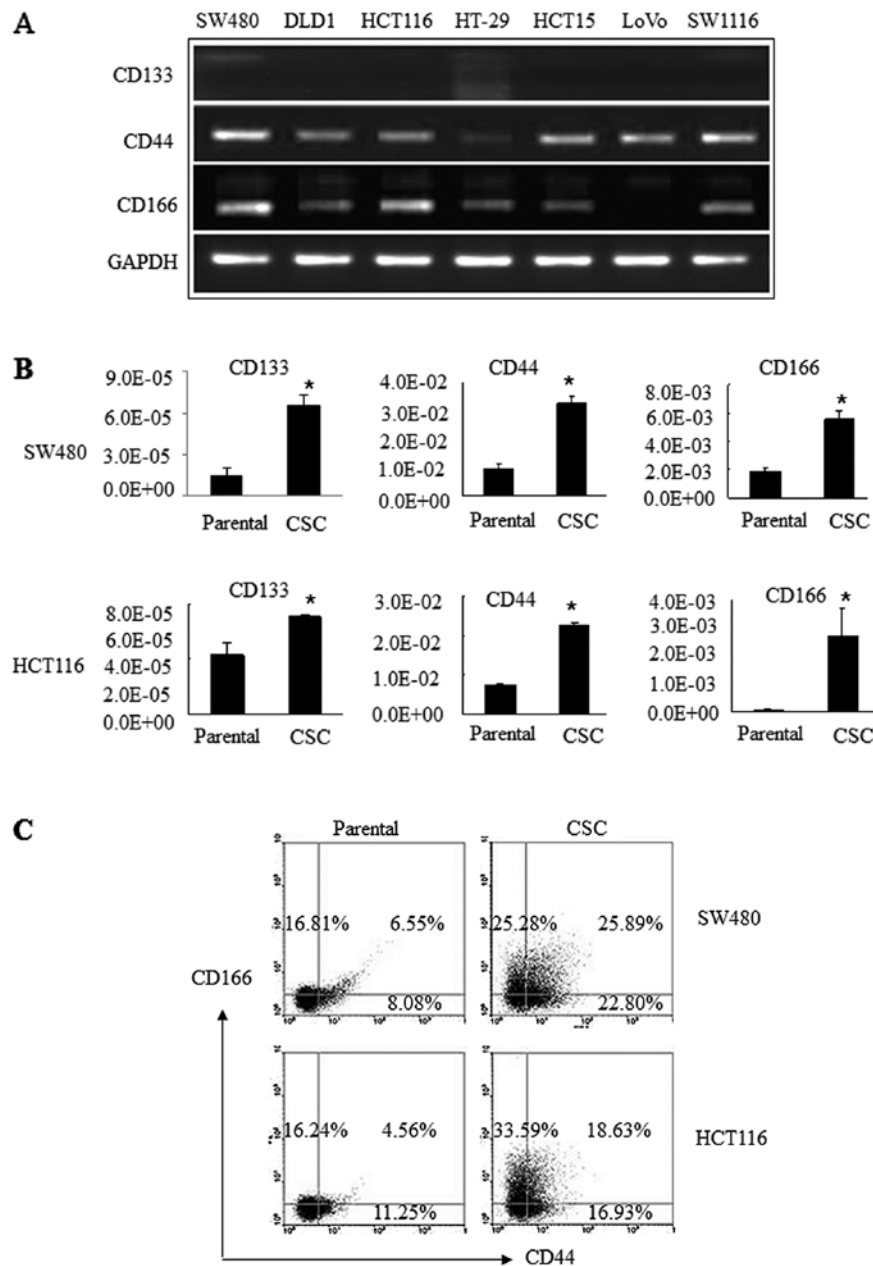 A
SW480 DLD1 HCT116 HT-29 HCT15 LoVo SW1116
CD133
CD44
CD166
GAPDH
B
SW480
CD133
9.0E-05
6.0E-05
3.0E-05
0.0E+00
*
Parental CSC
CD44
4.0E-02
3.0E-02
2.0E-02
1.0E-02
0.0E+00
*
Parental CSC
CD166
8.0E-03
6.0E-03
4.0E-03
2.0E-03
0.0E+00
*
Parental CSC
HCT116
CD133
8.0E-05
6.0E-05
4.0E-05
2.0E-05
0.0E+00
*
Parental CSC
CD44
3.0E-02
2.0E-02
1.0E-02
0.0E+00
*
Parental CSC
CD166
4.0E-03
3.0E-03
2.0E-03
1.0E-03
0.0E+00
*
Parental CSC
C
Parental CSC
16.81% 6.55%
8.08%
25.28% 25.89%
22.80%
SW480
CD166
16.24% 4.56%
11.25%
33.59% 18.63%
16.93%
HCT116
CD44